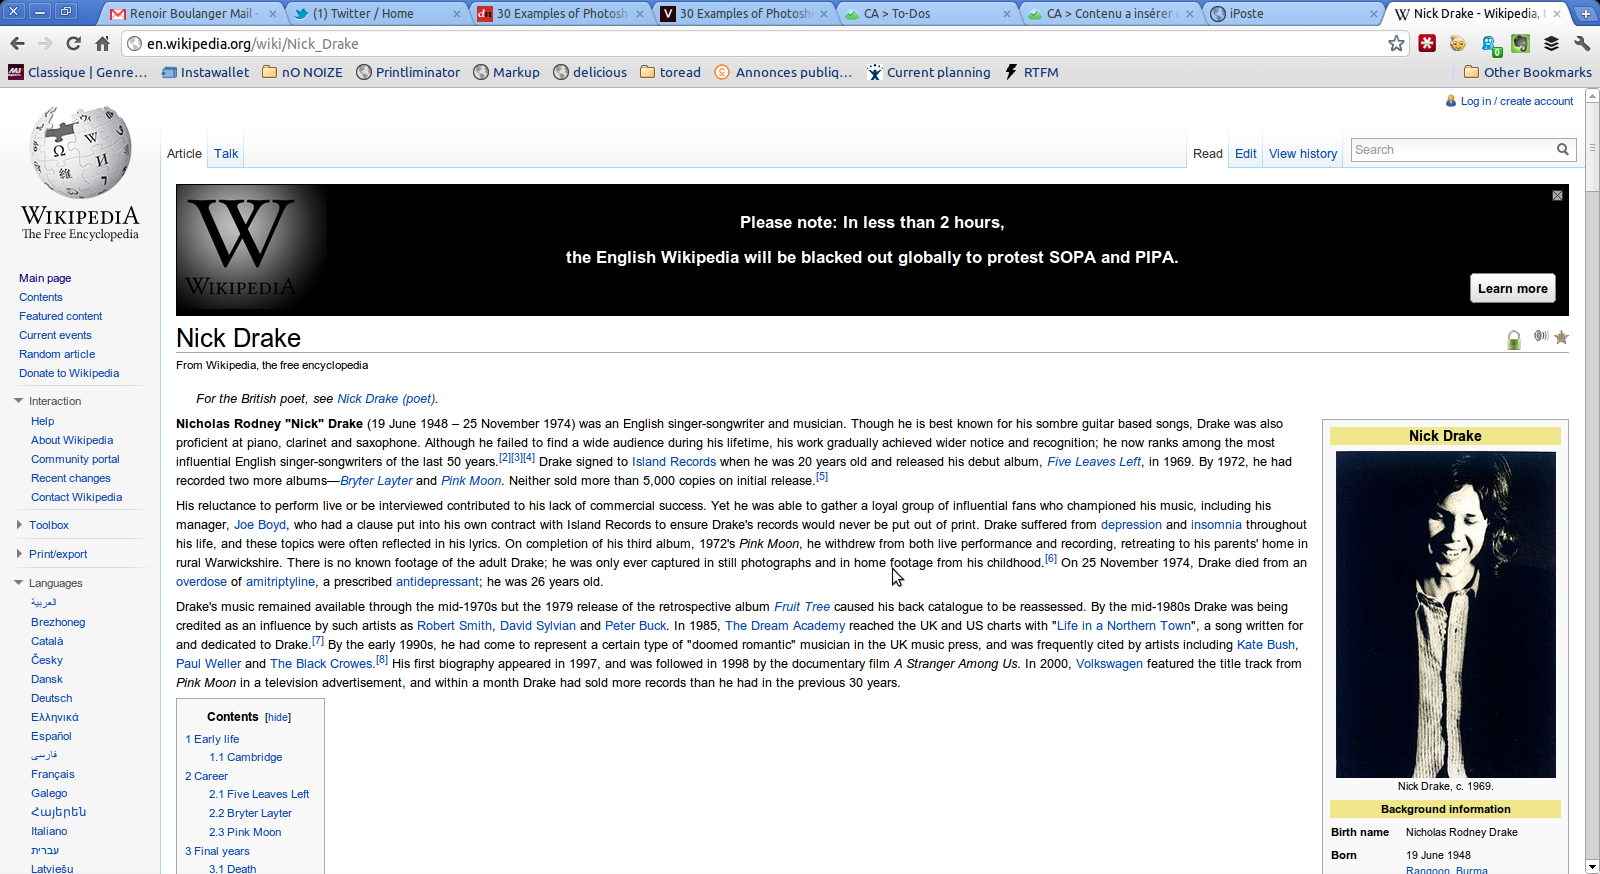 Renoir Boulanger Mail -
(1) Twitter / Home
30 Examples of Photosh
30 Examples of Photosh
CA > To-Dos
CA > Contenu a insérer
iPoste
Nick Drake - Wikipedia,
en.wikipedia.org/wiki/Nick_Drake
0
Classique | Genre…
Instawallet
nO NOIZE
Printliminator
Markup
delicious
toread
Annonces publiq…
Current planning
RTFM
Other Bookmarks
Log in / create account
WIKIPEDIA
The Free Encyclopedia
Article
Talk
Read
Edit
View history
Search
WIKIPEDIA
Please note: In less than 2 hours,
the English Wikipedia will be blacked out globally to protest SOPA and PIPA.
Learn more
Main page
Contents
Featured content
Current events
Random article
Donate to Wikipedia
Interaction
Help
About Wikipedia
Community portal
Recent changes
Contact Wikipedia
Toolbox
Print/export
Languages
العربية
Brezhoneg
Català
Česky
Dansk
Deutsch
Ελληνικά
Español
فارسی
Français
Galego
Հայերեն
Italiano
עברית
Latviešu
Nick Drake
From Wikipedia, the free encyclopedia
For the British poet, see Nick Drake (poet).
Nicholas Rodney "Nick" Drake (19 June 1948 – 25 November 1974) was an English singer-songwriter and musician. Though he is best known for his sombre guitar based songs, Drake was also
proficient at piano, clarinet and saxophone. Although he failed to find a wide audience during his lifetime, his work gradually achieved wider notice and recognition; he now ranks among the most
influential English singer-songwriters of the last 50 years.[2][3][4] Drake signed to Island Records when he was 20 years old and released his debut album, Five Leaves Left, in 1969. By 1972, he had
recorded two more albums—Bryter Layter and Pink Moon. Neither sold more than 5,000 copies on initial release.[5]
His reluctance to perform live or be interviewed contributed to his lack of commercial success. Yet he was able to gather a loyal group of influential fans who championed his music, including his
manager, Joe Boyd, who had a clause put into his own contract with Island Records to ensure Drake's records would never be put out of print. Drake suffered from depression and insomnia throughout
his life, and these topics were often reflected in his lyrics. On completion of his third album, 1972's Pink Moon, he withdrew from both live performance and recording, retreating to his parents' home in
rural Warwickshire. There is no known footage of the adult Drake; he was only ever captured in still photographs and in home footage from his childhood.[6] On 25 November 1974, Drake died from an
overdose of amitriptyline, a prescribed antidepressant; he was 26 years old.
Drake's music remained available through the mid-1970s but the 1979 release of the retrospective album Fruit Tree caused his back catalogue to be reassessed. By the mid-1980s Drake was being
credited as an influence by such artists as Robert Smith, David Sylvian and Peter Buck. In 1985, The Dream Academy reached the UK and US charts with "Life in a Northern Town", a song written for
and dedicated to Drake.[7] By the early 1990s, he had come to represent a certain type of "doomed romantic" musician in the UK music press, and was frequently cited by artists including Kate Bush,
Paul Weller and The Black Crowes.[8] His first biography appeared in 1997, and was followed in 1998 by the documentary film A Stranger Among Us. In 2000, Volkswagen featured the title track from
Pink Moon in a television advertisement, and within a month Drake had sold more records than he had in the previous 30 years.
Contents [hide]
1 Early life
1.1 Cambridge
2 Career
2.1 Five Leaves Left
2.2 Bryter Layter
2.3 Pink Moon
3 Final years
3.1 Death
Nick Drake
Nick Drake, c. 1969.
Background information
Birth name Nicholas Rodney Drake
Born 19 June 1948
Rangoon, Burma